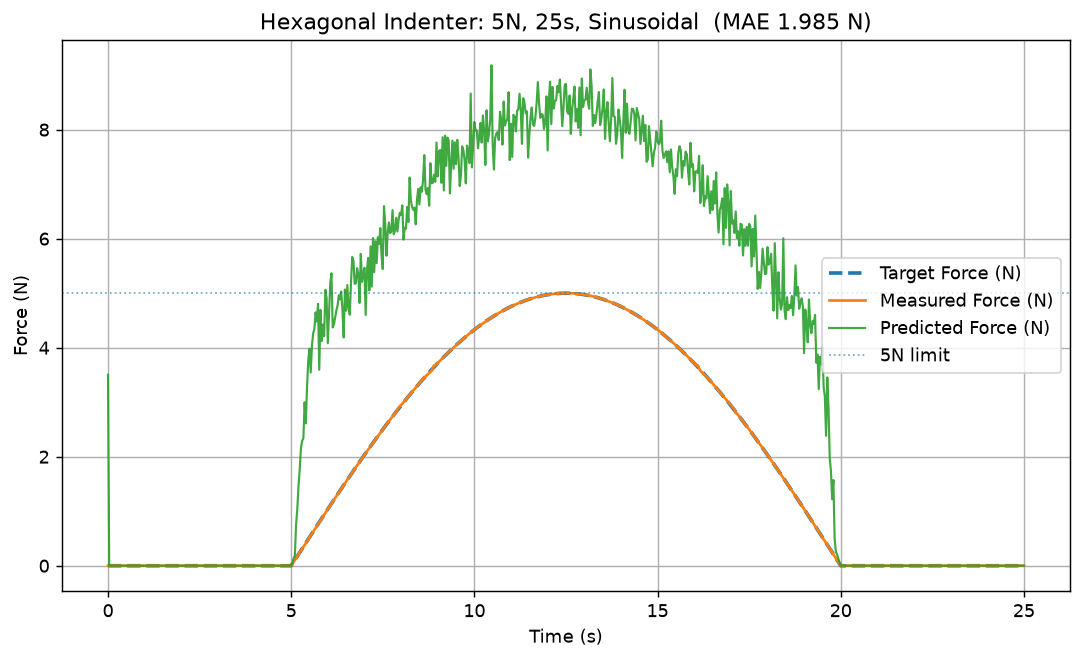 Hexagonal Indenter: 5N, 25s, Sinusoidal  (MAE 1.985 N)
Force (N)
8
6
4
2
0
Target Force (N)
Measured Force (N)
Predicted Force (N)
5N limit
0 5 10 15 20 25
Time (s)